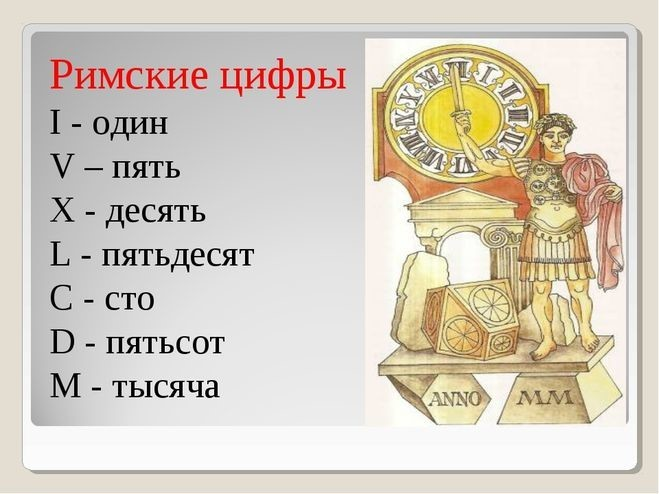 Римские цифры
I - один
V – пять
X - десять
L - пятьдесят
C - сто
D - пятьсот
M - тысяча
ANNO MM